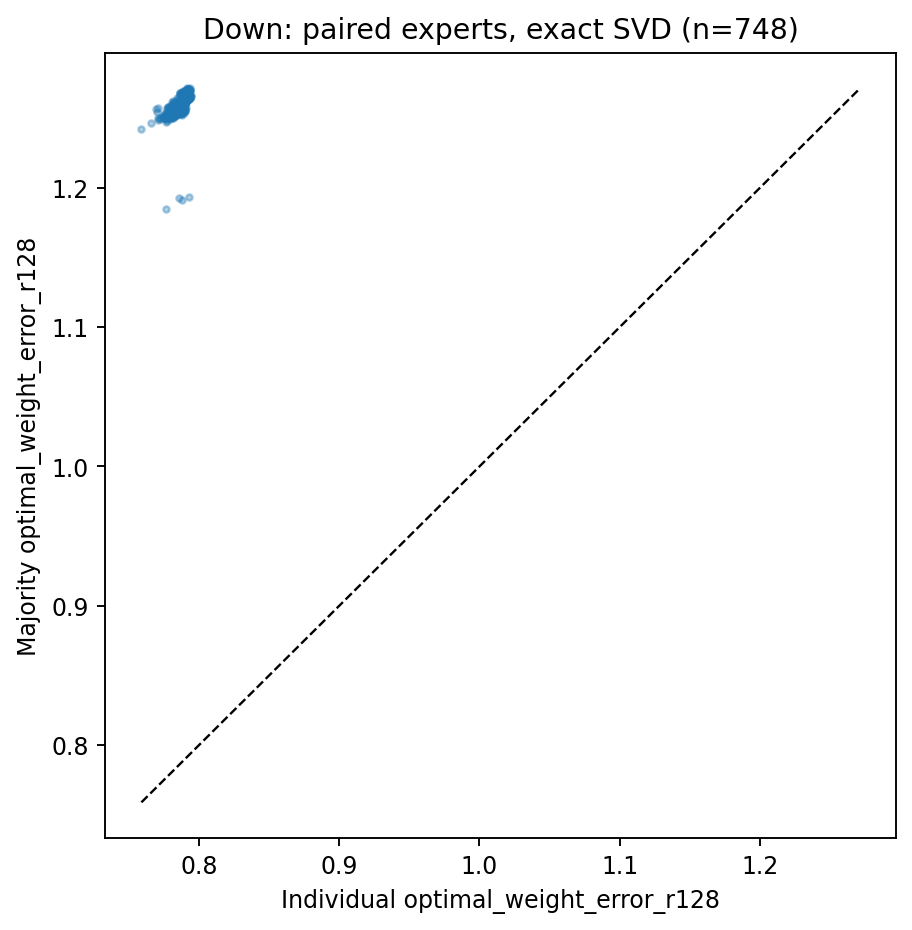 Down: paired experts, exact SVD (n=748)
Majority optimal_weight_error_r128
1.2
1.1
1.0
0.9
0.8
0.8 0.9 1.0 1.1 1.2
Individual optimal_weight_error_r128